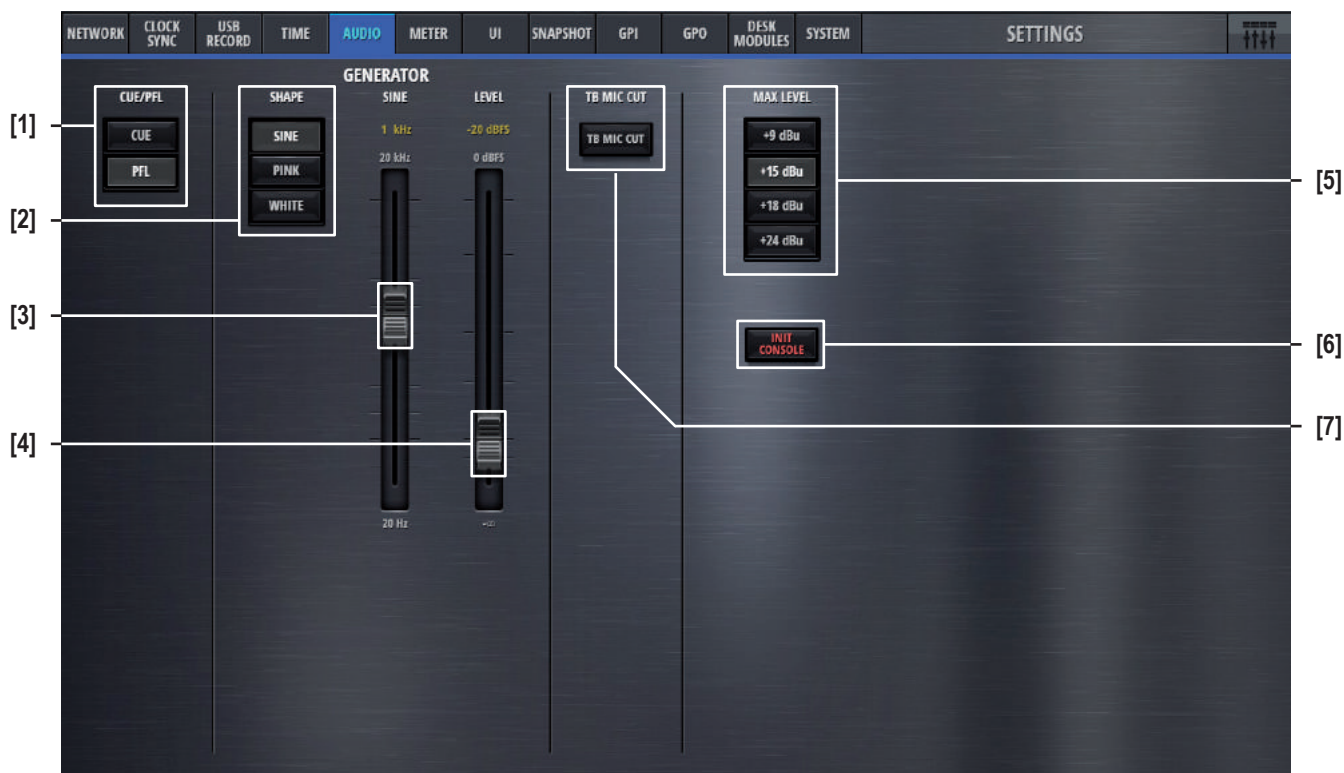 NETWORK
CLOCK
SYNC
USB
RECORD
TIME
AUDIO
METER
UI
SNAPSHOT
GPI
GPO
DESK
MODULES
SYSTEM
SETTINGS
GENERATOR
CUE/PFL
SHAPE
SINE
LEVEL
TB MIC CUT
MAX LEVEL
[1]
CUE
PFL
[2]
SINE
PINK
WHITE
1 kHz
20 kHz
-20 dBFS
0 dBFS
TB MIC CUT
+9 dBu
+15 dBu
+18 dBu
+24 dBu
[5]
[3]
INIT
CONSOLE
[6]
[4]
[7]
20 Hz
-∞